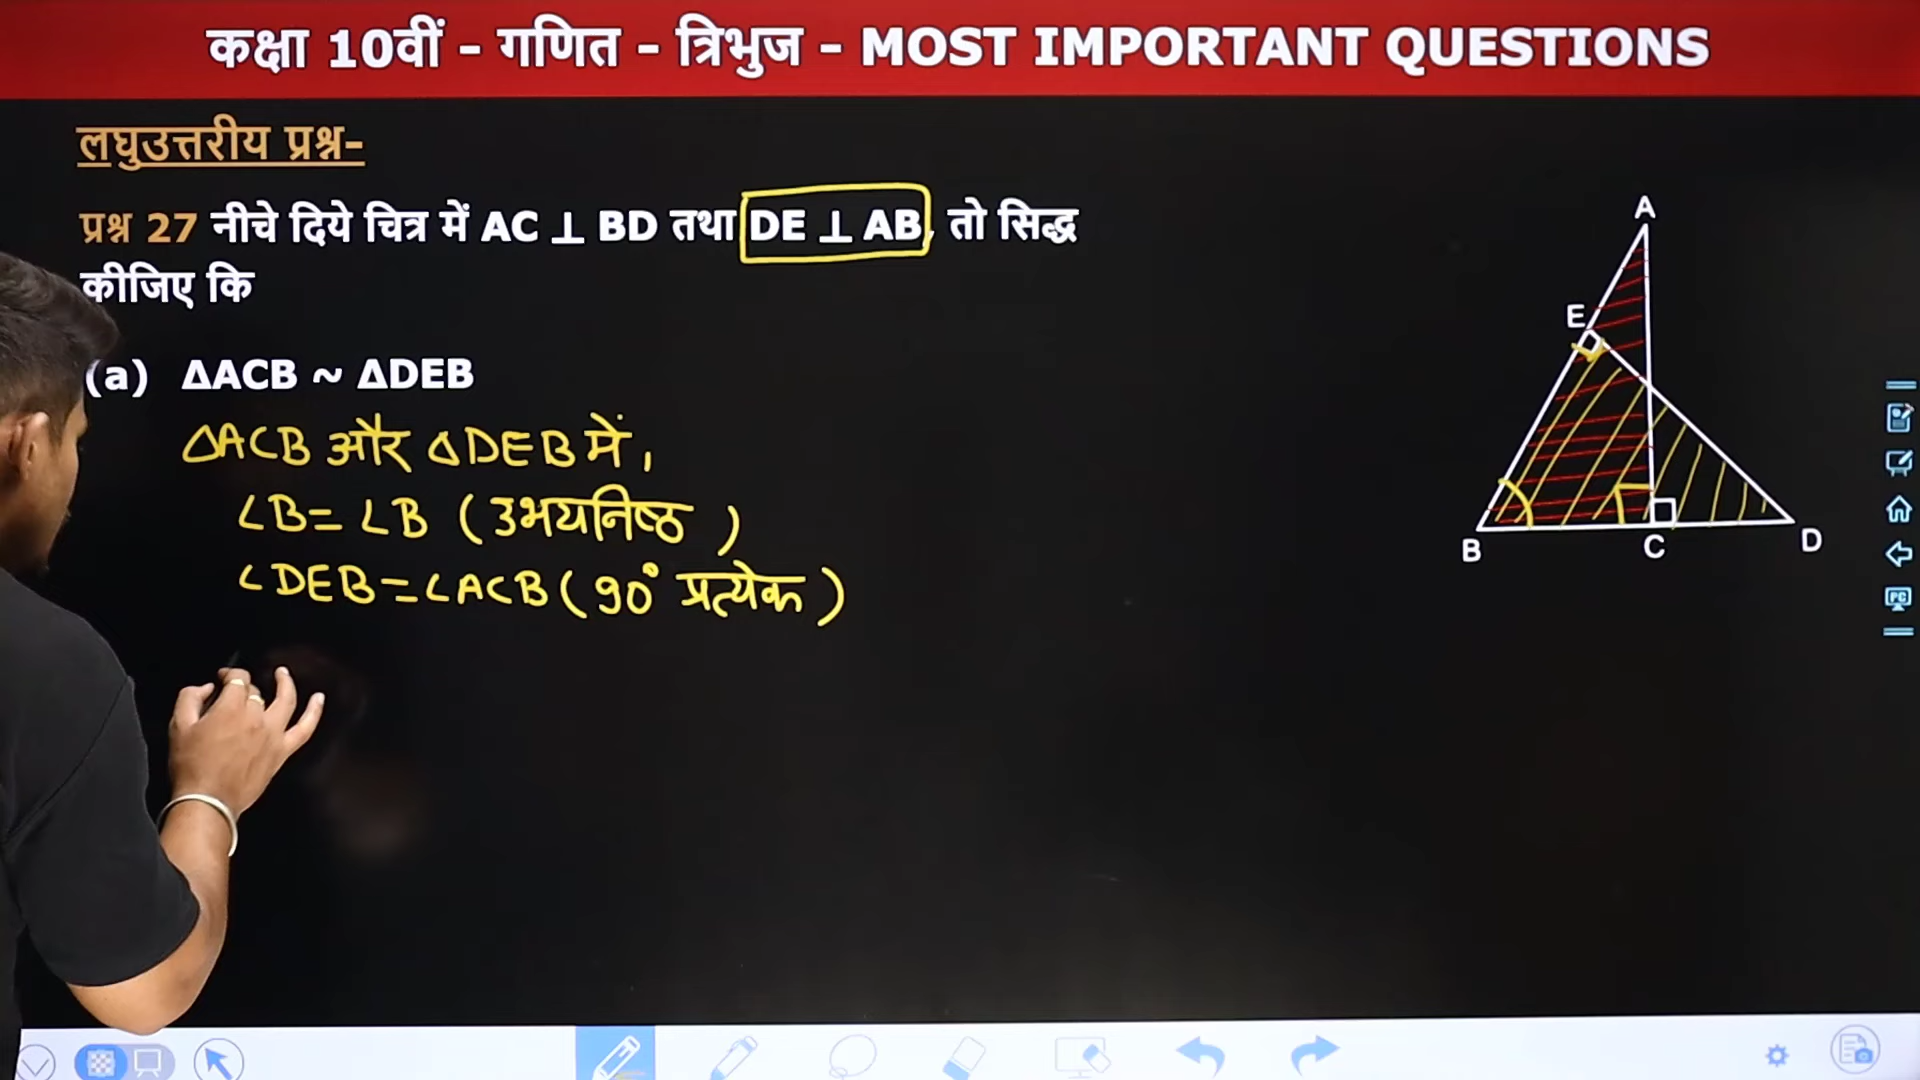 कक्षा 10वीं - गणित - त्रिभुज - MOST IMPORTANT QUESTIONS
लघुउत्तरीय प्रश्न-
प्रश्न 27 नीचे दिये चित्र में AC ⊥ BD तथा DE ⊥ AB, तो सिद्ध
कीजिए कि
(a) ΔACB ~ ΔDEB
ΔACB और ΔDEB में,
∠B = ∠B (उभयनिष्ठ)
∠DEB = ∠ACB (90° प्रत्येक)
A
E
B
C
D
PC